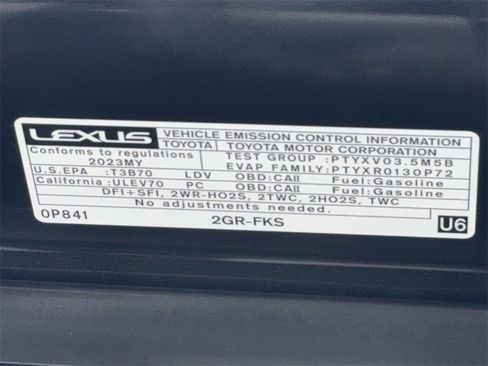 LEXUS VEHICLE EMISSION CONTROL INFORMATION
TOYOTA TOYOTA MOTOR CORPORATION
Conforms to regulations TEST GROUP :PTYXV03.5M5B
2023MY EVAP FAMILY:PTYXR0130P72
U.S.EPA :T3B70 LDV OBD:CAII Fuel:Gasoline
California :ULEV70 PC OBD:CAII Fuel:Gasoline
DFI+SFI, 2WR-HO2S, 2TWC, 2HO2S, TWC
No adjustments needed.
0P841 2GR-FKS U6